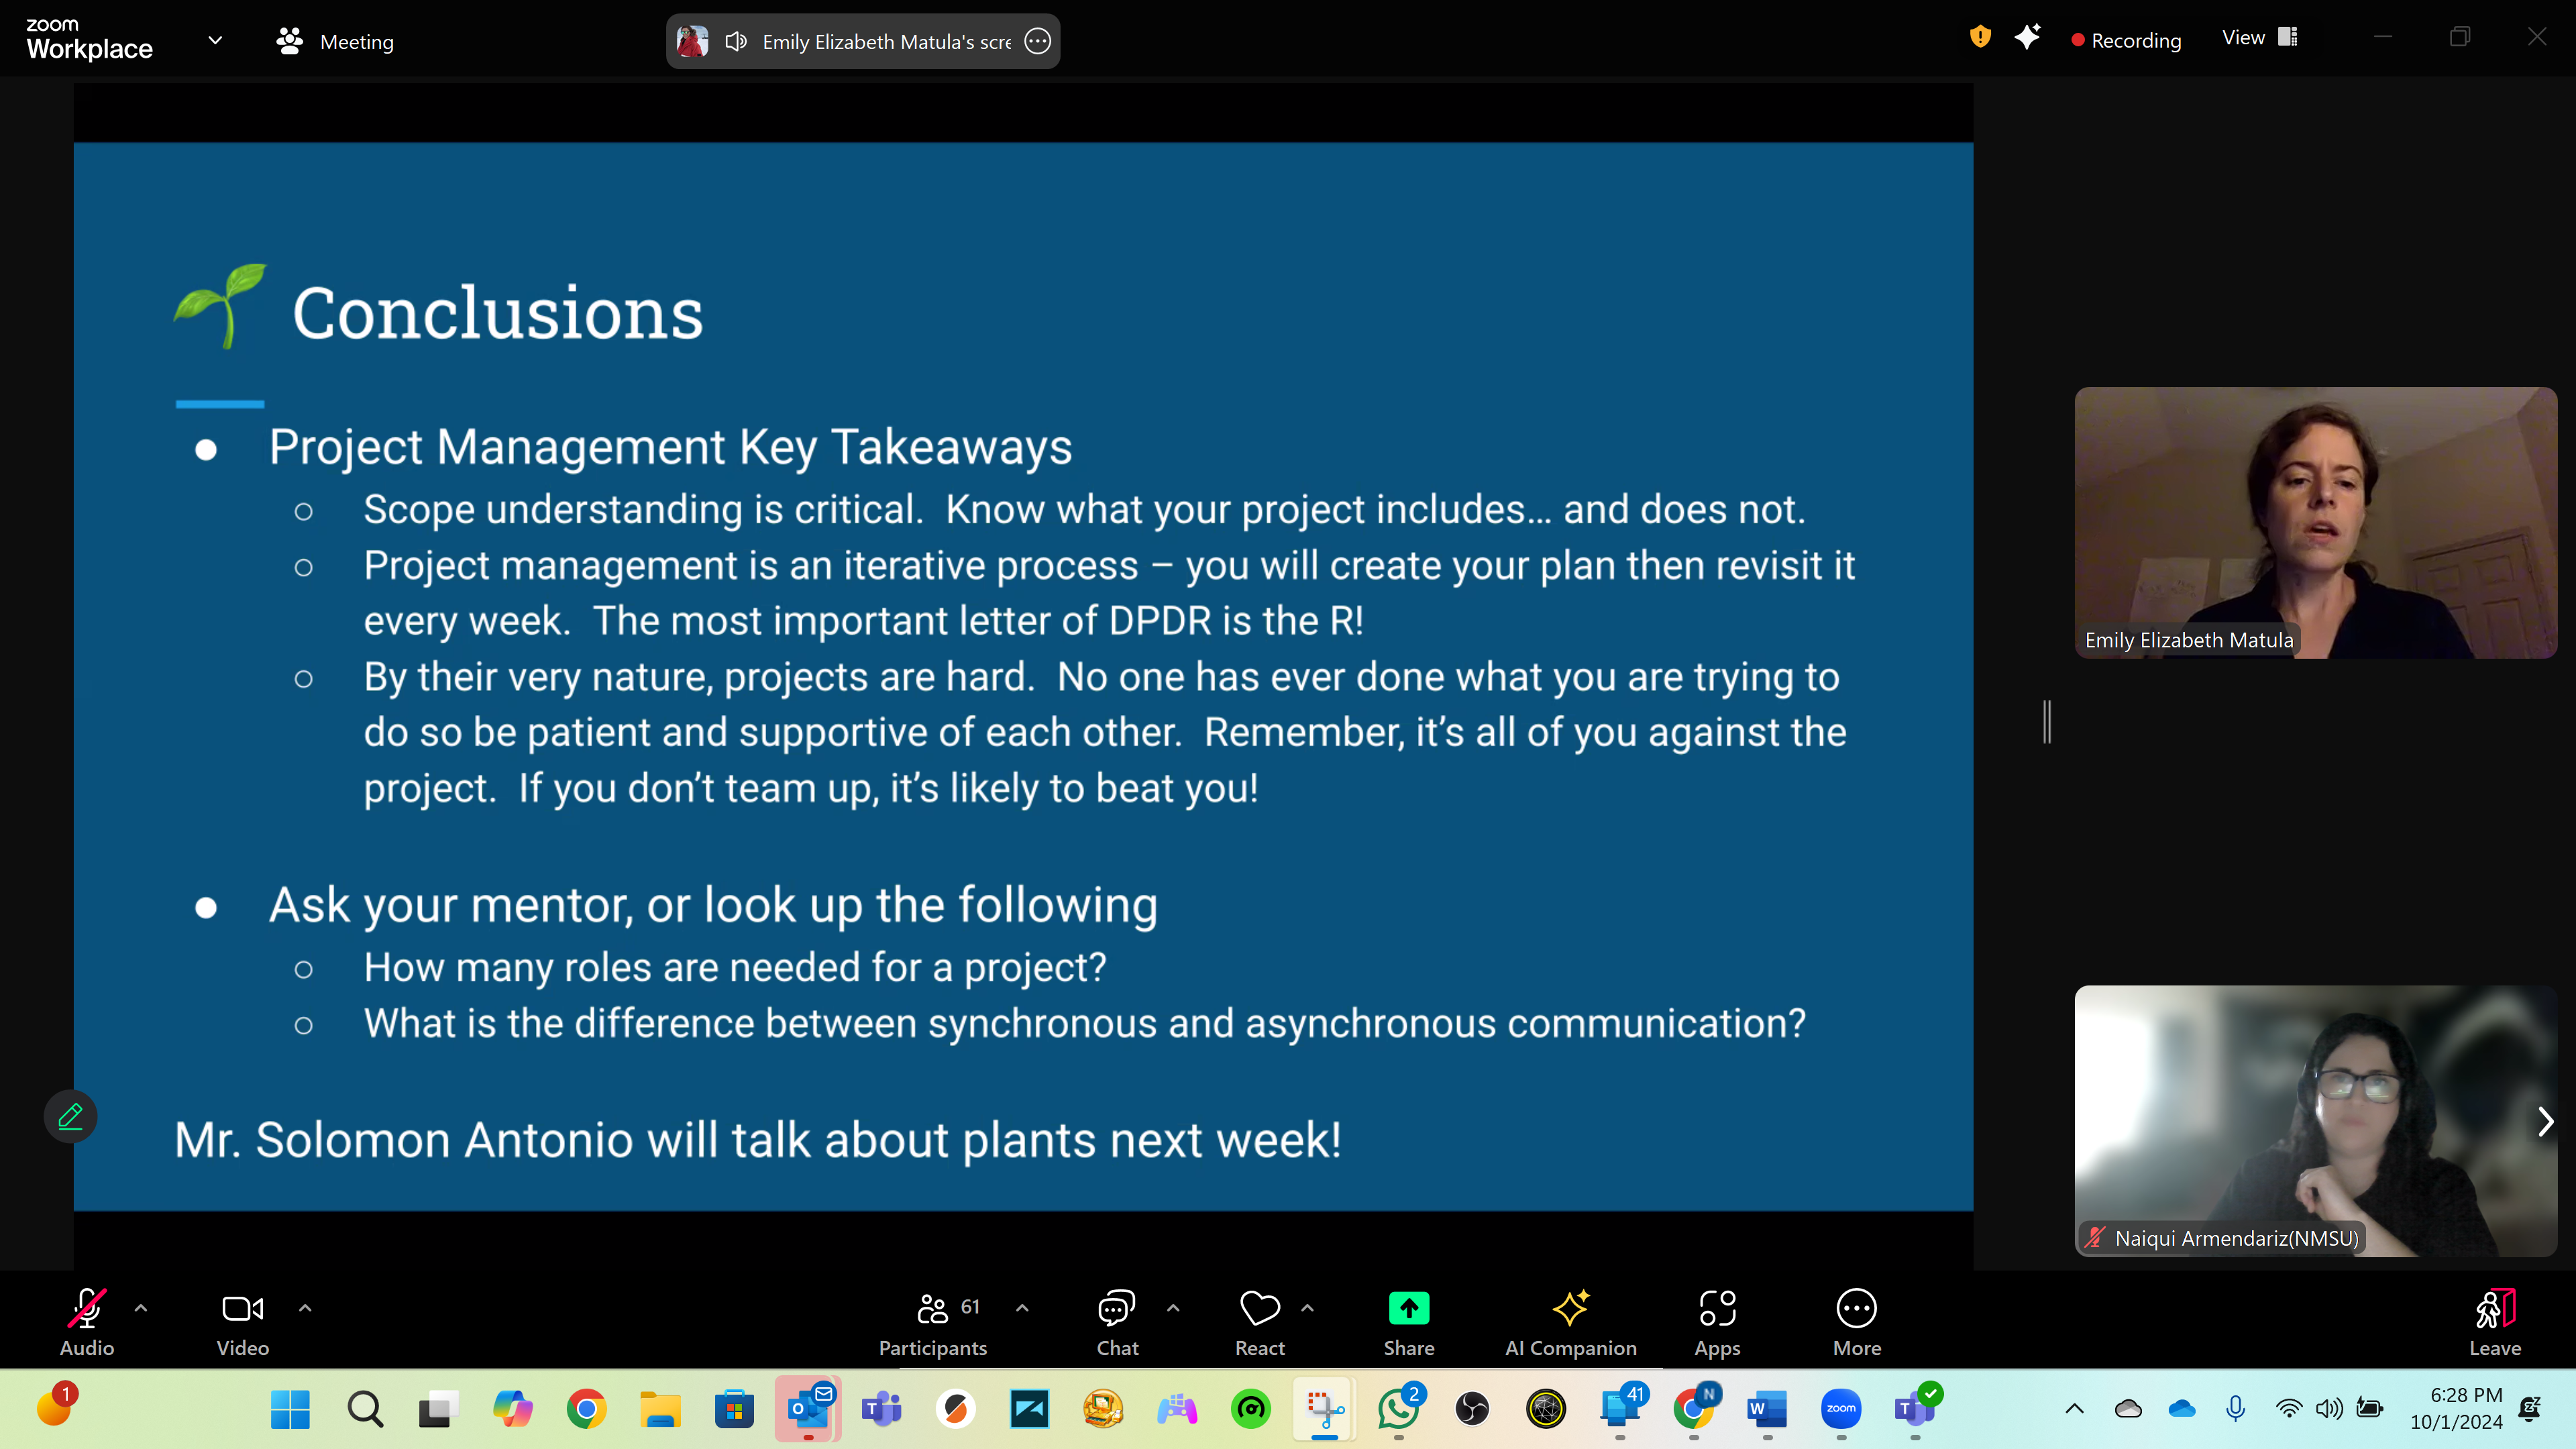 zoom
Workplace
Meeting
Emily Elizabeth Matula's scre
Recording
View
Conclusions
● Project Management Key Takeaways
○ Scope understanding is critical.  Know what your project includes… and does not.
○ Project management is an iterative process – you will create your plan then revisit it
every week.  The most important letter of DPDR is the R!
○ By their very nature, projects are hard.  No one has ever done what you are trying to
do so be patient and supportive of each other.  Remember, it's all of you against the
project.  If you don't team up, it's likely to beat you!
● Ask your mentor, or look up the following
○ How many roles are needed for a project?
○ What is the difference between synchronous and asynchronous communication?
Mr. Solomon Antonio will talk about plants next week!
Emily Elizabeth Matula
Naiqui Armendariz(NMSU)
61
Audio
Video
Participants
Chat
React
Share
AI Companion
Apps
More
Leave
1
2
41
N
zoom
6:28 PM
10/1/2024